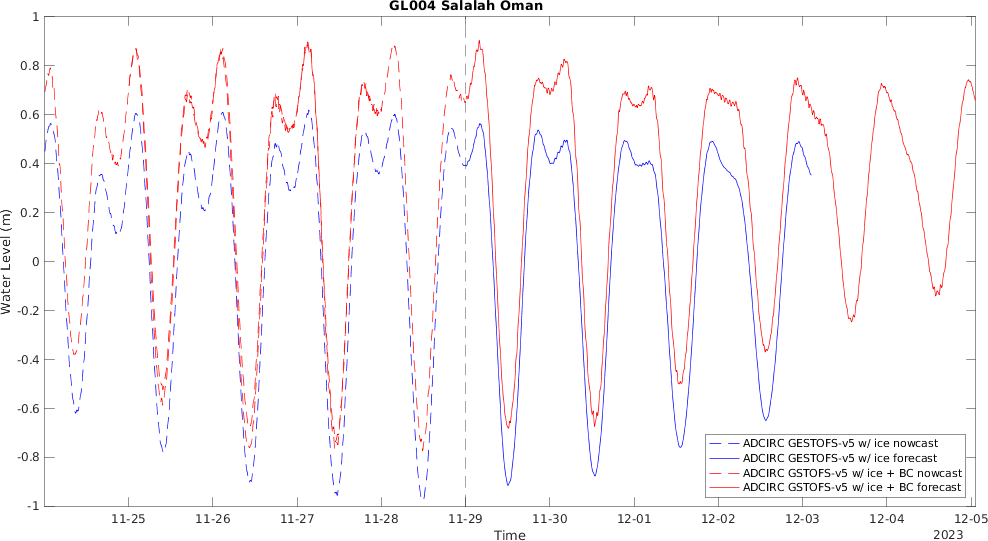 GL004 Salalah Oman
Water Level (m)
1
0.8
0.6
0.4
0.2
0
-0.2
-0.4
-0.6
-0.8
-1
ADCIRC GESTOFS-v5 w/ ice nowcast
ADCIRC GESTOFS-v5 w/ ice forecast
ADCIRC GSTOFS-v5 w/ ice + BC nowcast
ADCIRC GSTOFS-v5 w/ ice + BC forecast
11-25 11-26 11-27 11-28 11-29 11-30 12-01 12-02 12-03 12-04 12-05
Time
2023